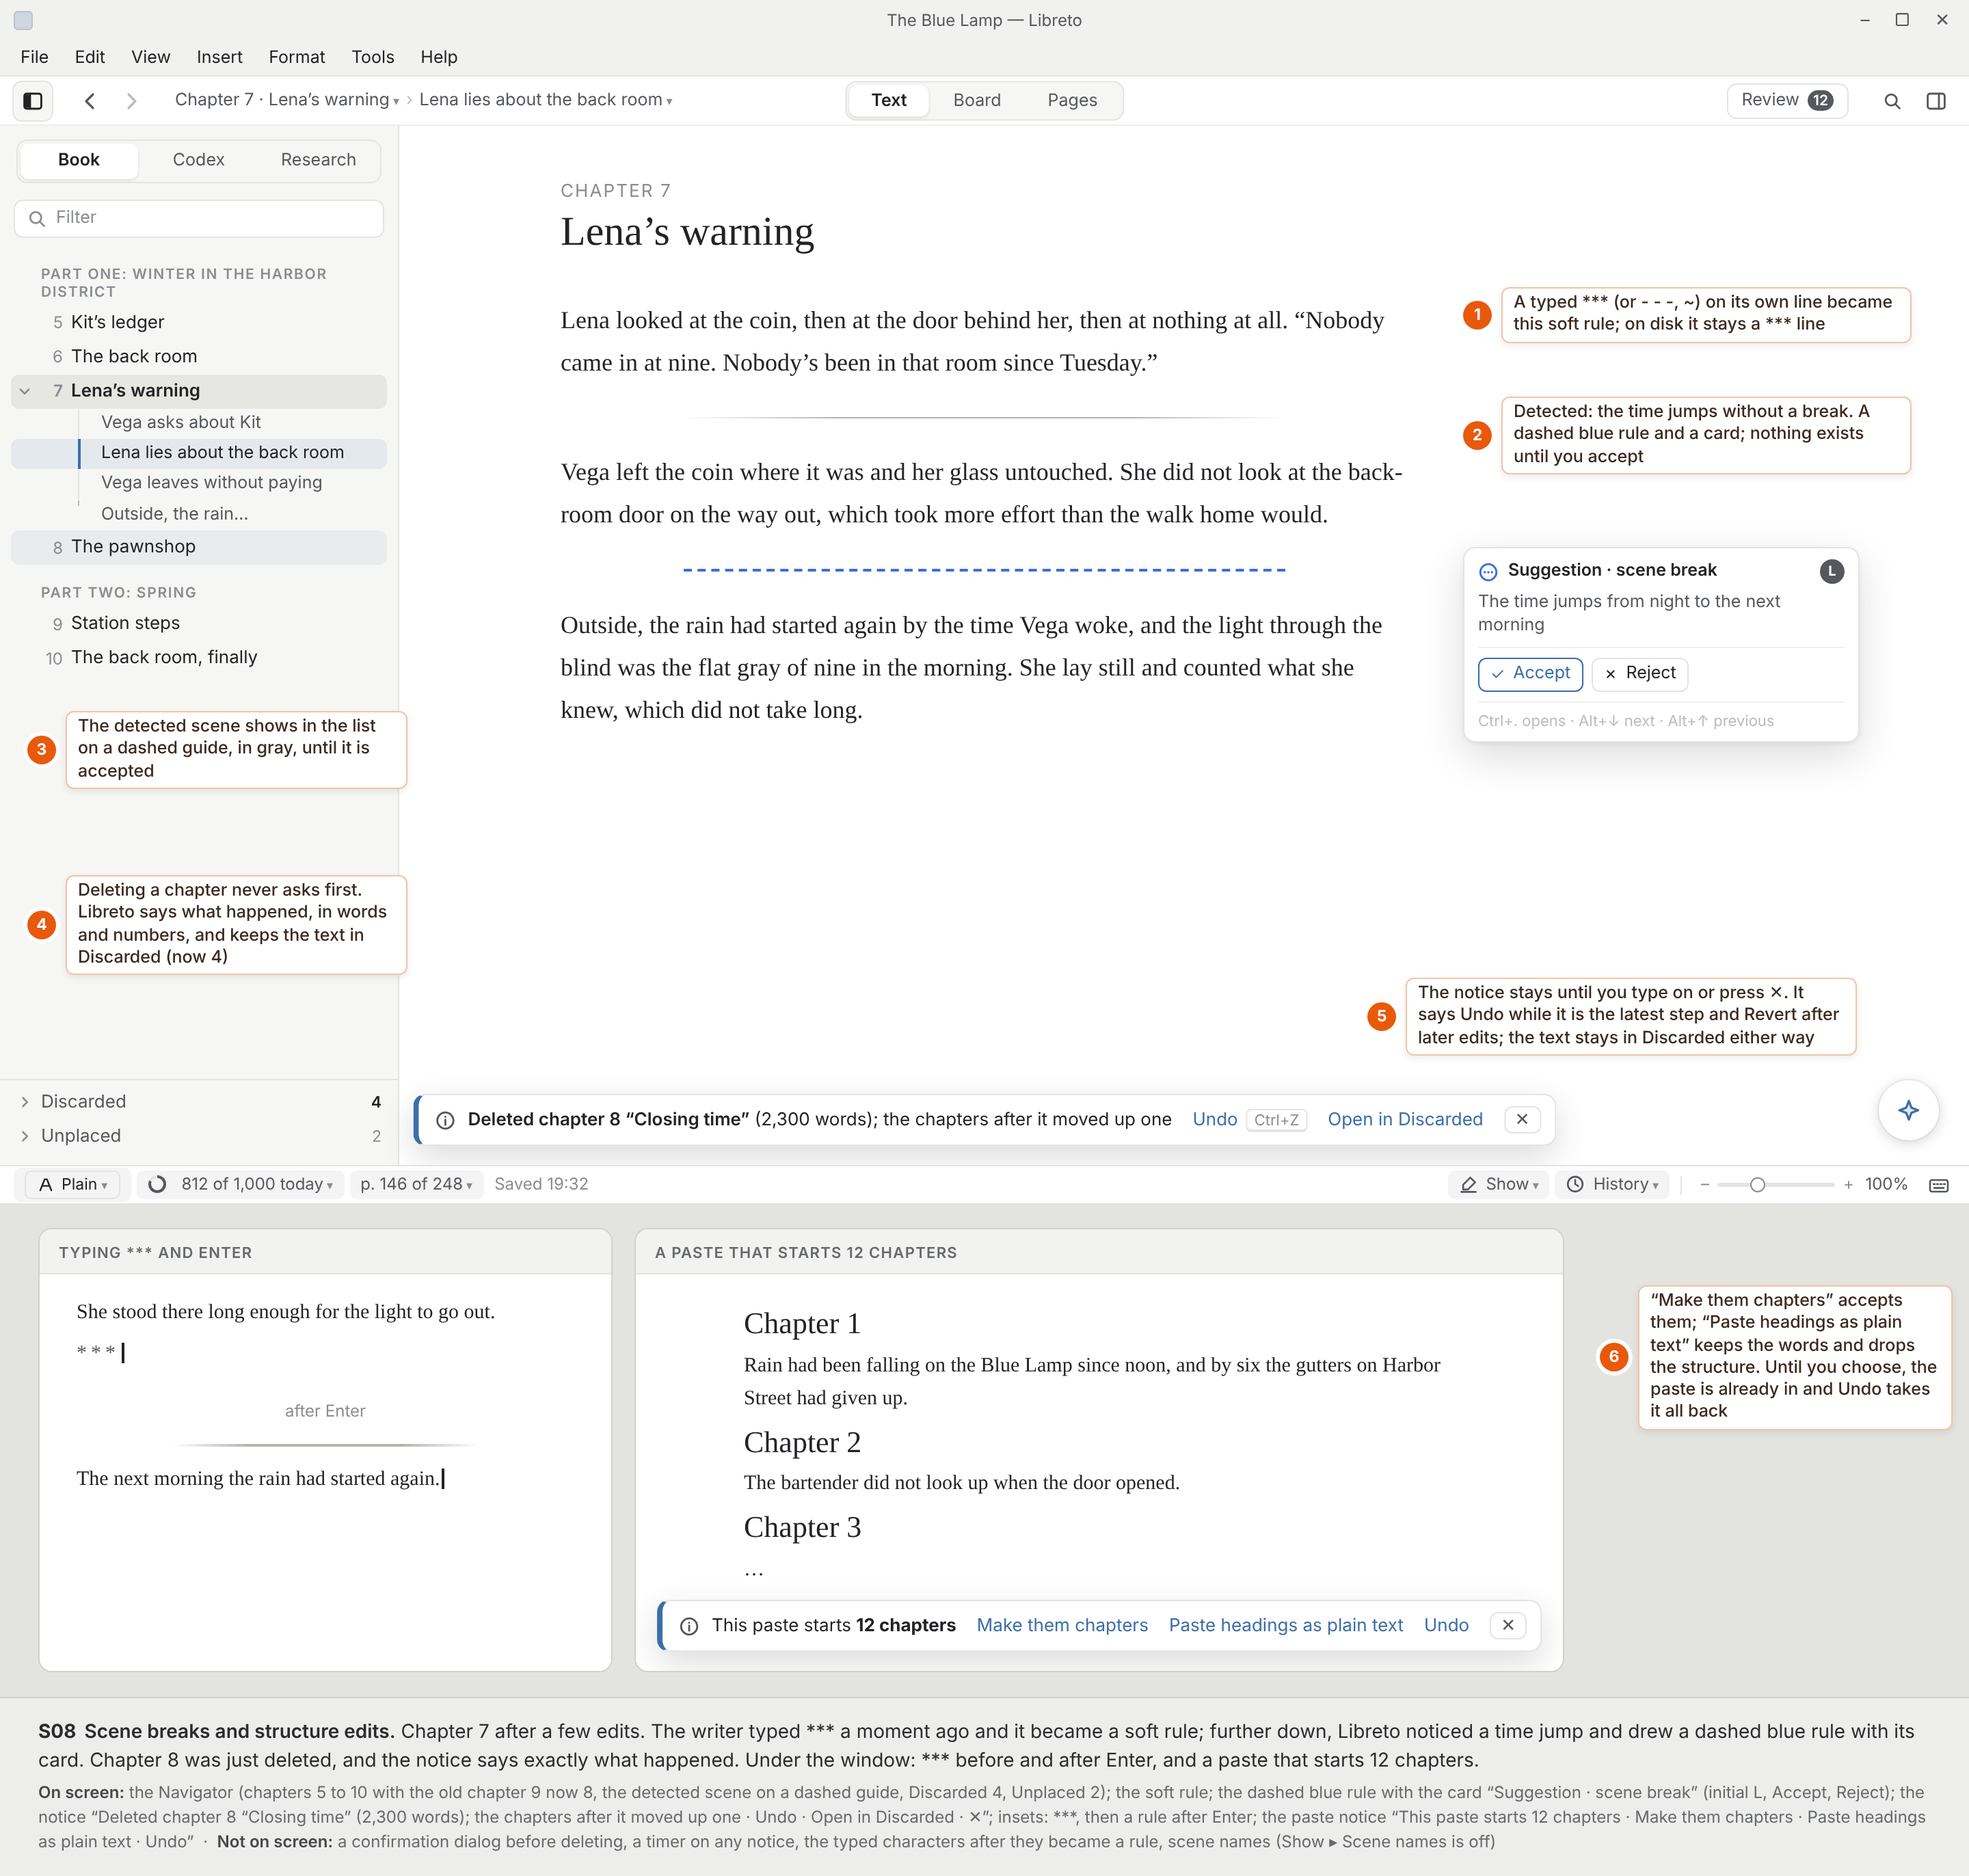 The Blue Lamp — Libreto
File Edit View Insert Format Tools Help
Chapter 7 · Lena’s warning ▾ › Lena lies about the back room ▾
Text Board Pages
Review 12
Book Codex Research
Filter
PART ONE: WINTER IN THE HARBOR
DISTRICT
5 Kit’s ledger
6 The back room
7 Lena’s warning
Vega asks about Kit
Lena lies about the back room
Vega leaves without paying
Outside, the rain…
8 The pawnshop
PART TWO: SPRING
9 Station steps
10 The back room, finally
3
The detected scene shows in the list
on a dashed guide, in gray, until it is
accepted
4
Deleting a chapter never asks first.
Libreto says what happened, in words
and numbers, and keeps the text in
Discarded (now 4)
Discarded 4
Unplaced 2
CHAPTER 7
Lena’s warning
Lena looked at the coin, then at the door behind her, then at nothing at all. “Nobody
came in at nine. Nobody’s been in that room since Tuesday.”
Vega left the coin where it was and her glass untouched. She did not look at the back-
room door on the way out, which took more effort than the walk home would.
Outside, the rain had started again by the time Vega woke, and the light through the
blind was the flat gray of nine in the morning. She lay still and counted what she
knew, which did not take long.
1
A typed *** (or - - -, ~) on its own line became
this soft rule; on disk it stays a *** line
2
Detected: the time jumps without a break. A
dashed blue rule and a card; nothing exists
until you accept
Suggestion · scene break L
The time jumps from night to the next
morning
✓ Accept ✕ Reject
Ctrl+. opens · Alt+↓ next · Alt+↑ previous
5
The notice stays until you type on or press ✕. It
says Undo while it is the latest step and Revert after
later edits; the text stays in Discarded either way
Deleted chapter 8 “Closing time” (2,300 words); the chapters after it moved up one Undo Ctrl+Z Open in Discarded ✕
A Plain ▾ 812 of 1,000 today ▾ p. 146 of 248 ▾ Saved 19:32
Show ▾ History ▾ − + 100%
TYPING *** AND ENTER
She stood there long enough for the light to go out.
* * *
after Enter
The next morning the rain had started again.
A PASTE THAT STARTS 12 CHAPTERS
Chapter 1
Rain had been falling on the Blue Lamp since noon, and by six the gutters on Harbor
Street had given up.
Chapter 2
The bartender did not look up when the door opened.
Chapter 3
…
This paste starts 12 chapters Make them chapters Paste headings as plain text Undo ✕
6
“Make them chapters” accepts
them; “Paste headings as plain
text” keeps the words and drops
the structure. Until you choose, the
paste is already in and Undo takes
it all back
S08 Scene breaks and structure edits. Chapter 7 after a few edits. The writer typed *** a moment ago and it became a soft rule; further down, Libreto noticed a time jump and drew a dashed blue rule with its
card. Chapter 8 was just deleted, and the notice says exactly what happened. Under the window: *** before and after Enter, and a paste that starts 12 chapters.
On screen: the Navigator (chapters 5 to 10 with the old chapter 9 now 8, the detected scene on a dashed guide, Discarded 4, Unplaced 2); the soft rule; the dashed blue rule with the card “Suggestion · scene break” (initial L, Accept, Reject); the
notice “Deleted chapter 8 “Closing time” (2,300 words); the chapters after it moved up one · Undo · Open in Discarded · ✕”; insets: ***, then a rule after Enter; the paste notice “This paste starts 12 chapters · Make them chapters · Paste headings
as plain text · Undo” · Not on screen: a confirmation dialog before deleting, a timer on any notice, the typed characters after they became a rule, scene names (Show ▸ Scene names is off)